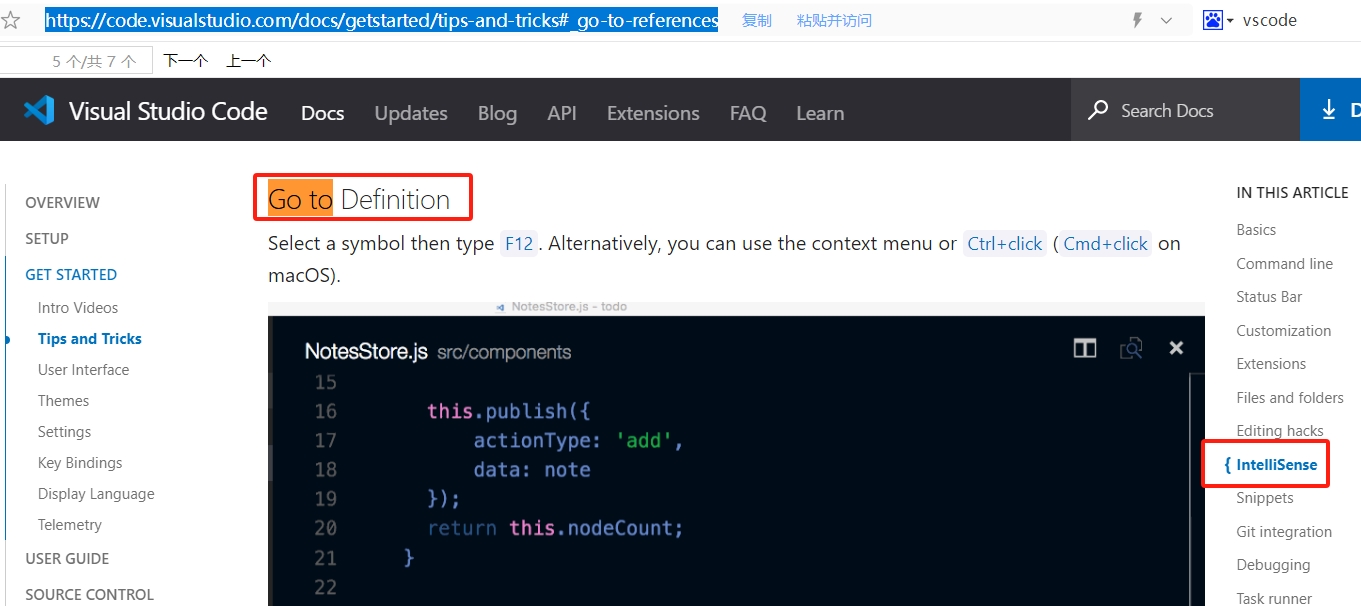 https://code.visualstudio.com/docs/getstarted/tips-and-tricks#_go-to-references 复制 粘贴并访问 vscode
5 个/共 7 个 下一个 上一个
Visual Studio Code Docs Updates Blog API Extensions FAQ Learn Search Docs D
OVERVIEW
SETUP
GET STARTED
Intro Videos
Tips and Tricks
User Interface
Themes
Settings
Key Bindings
Display Language
Telemetry
USER GUIDE
SOURCE CONTROL
Go to Definition
Select a symbol then type F12. Alternatively, you can use the context menu or Ctrl+click (Cmd+click on
macOS).
NotesStore.js - todo
NotesStore.js src/components
15
16 this.publish({
17 actionType: 'add',
18 data: note
19 });
20 return this.nodeCount;
21 }
22
IN THIS ARTICLE
Basics
Command line
Status Bar
Customization
Extensions
Files and folders
Editing hacks
{ IntelliSense
Snippets
Git integration
Debugging
Task runner